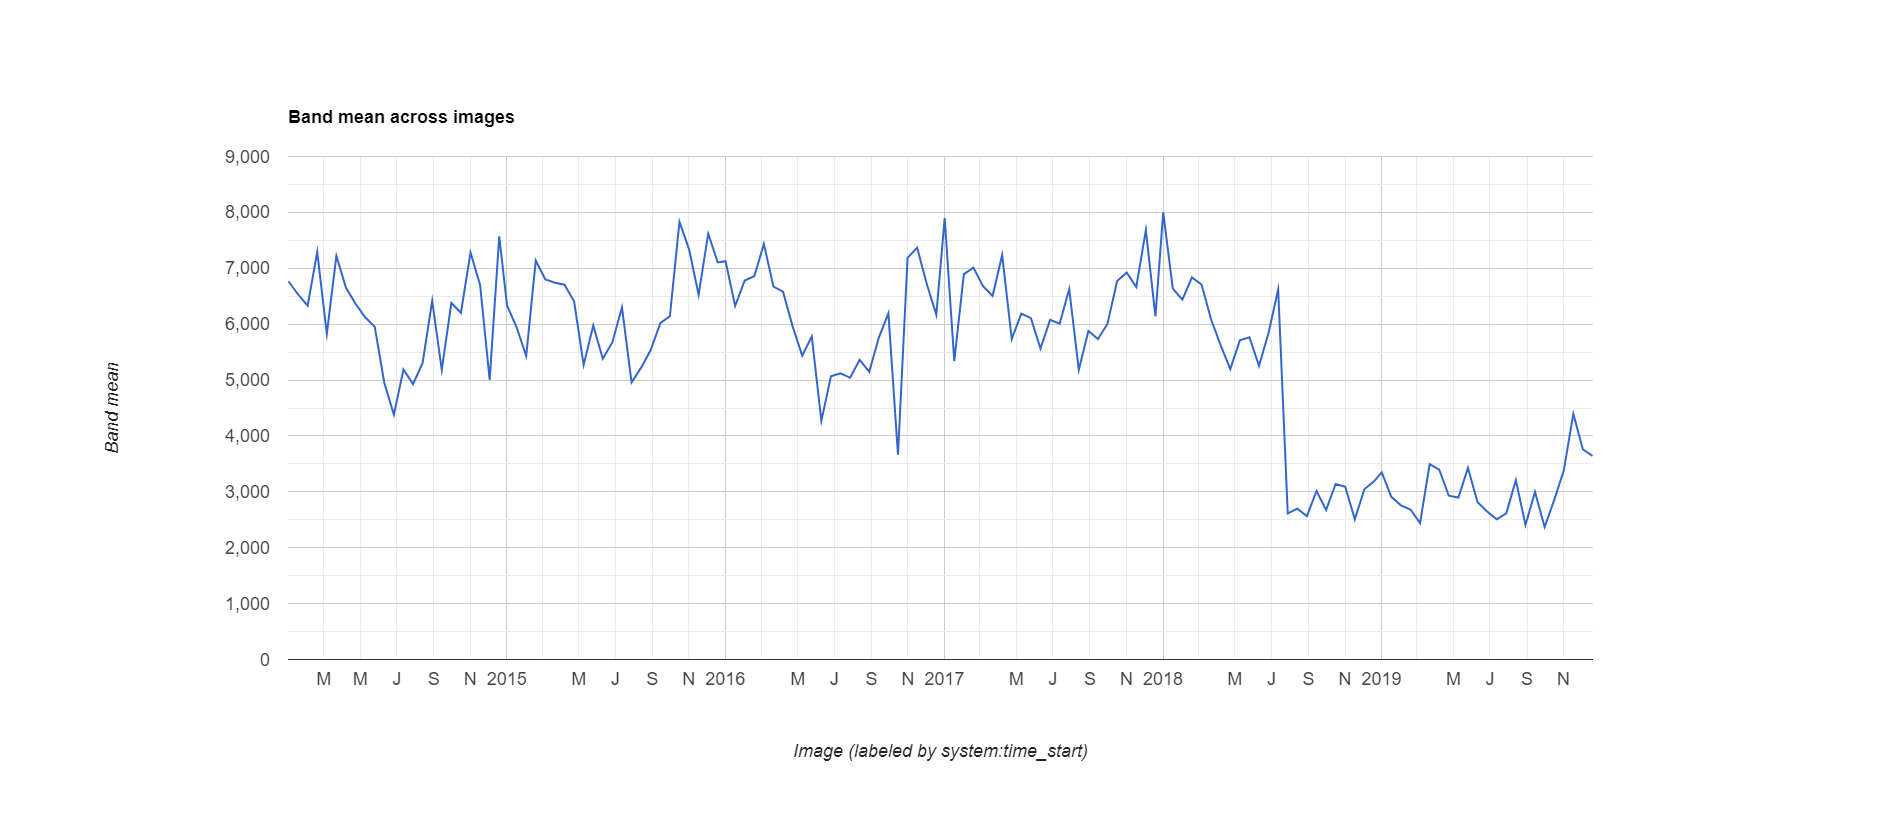 Band mean across images
9,000
8,000
7,000
6,000
5,000
4,000
3,000
2,000
1,000
0
Band mean
M M J S N 2015 M J S N 2016 M J S N 2017 M J S N 2018 M J S N 2019 M J S N
Image (labeled by system:time_start)